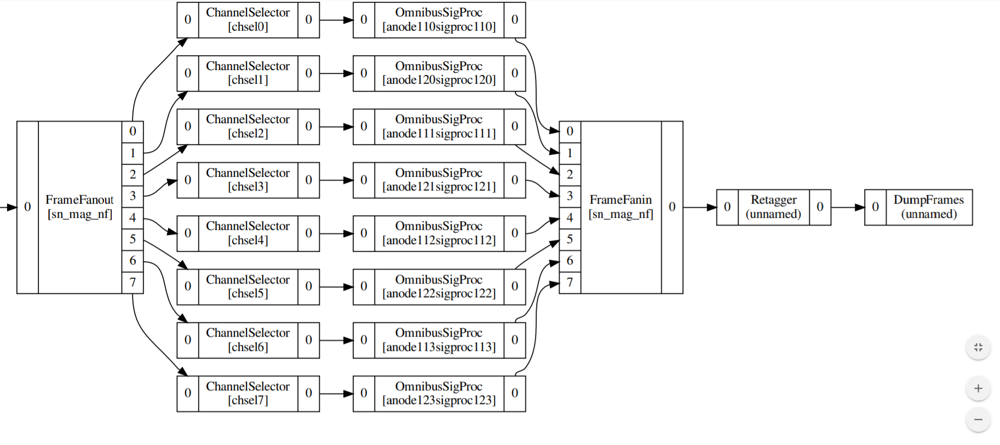 0
FrameFanout
[sn_mag_nf]
0
1
2
3
4
5
6
7
0
ChannelSelector
[chsel0]
0
0
OmnibusSigProc
[anode110sigproc110]
0
0
ChannelSelector
[chsel1]
0
0
OmnibusSigProc
[anode120sigproc120]
0
0
ChannelSelector
[chsel2]
0
0
OmnibusSigProc
[anode111sigproc111]
0
0
ChannelSelector
[chsel3]
0
0
OmnibusSigProc
[anode121sigproc121]
0
0
ChannelSelector
[chsel4]
0
0
OmnibusSigProc
[anode112sigproc112]
0
0
ChannelSelector
[chsel5]
0
0
OmnibusSigProc
[anode122sigproc122]
0
0
ChannelSelector
[chsel6]
0
0
OmnibusSigProc
[anode113sigproc113]
0
0
ChannelSelector
[chsel7]
0
0
OmnibusSigProc
[anode123sigproc123]
0
0
1
2
3
4
5
6
7
FrameFanin
[sn_mag_nf]
0
0
Retagger
(unnamed)
0
0
DumpFrames
(unnamed)